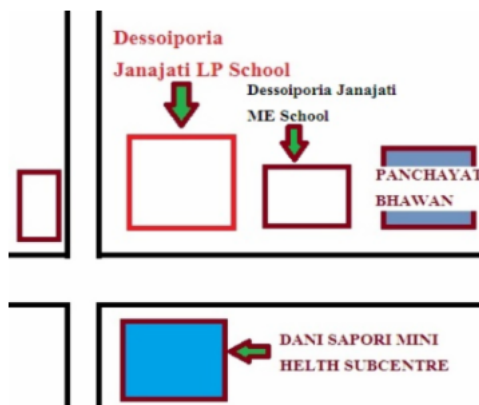 Dessoiporia
Janajati LP School
Dessoiporia Janajati
ME School
PANCHAYAT
BHAWAN
DANI SAPORI MINI
HELTH SUBCENTRE